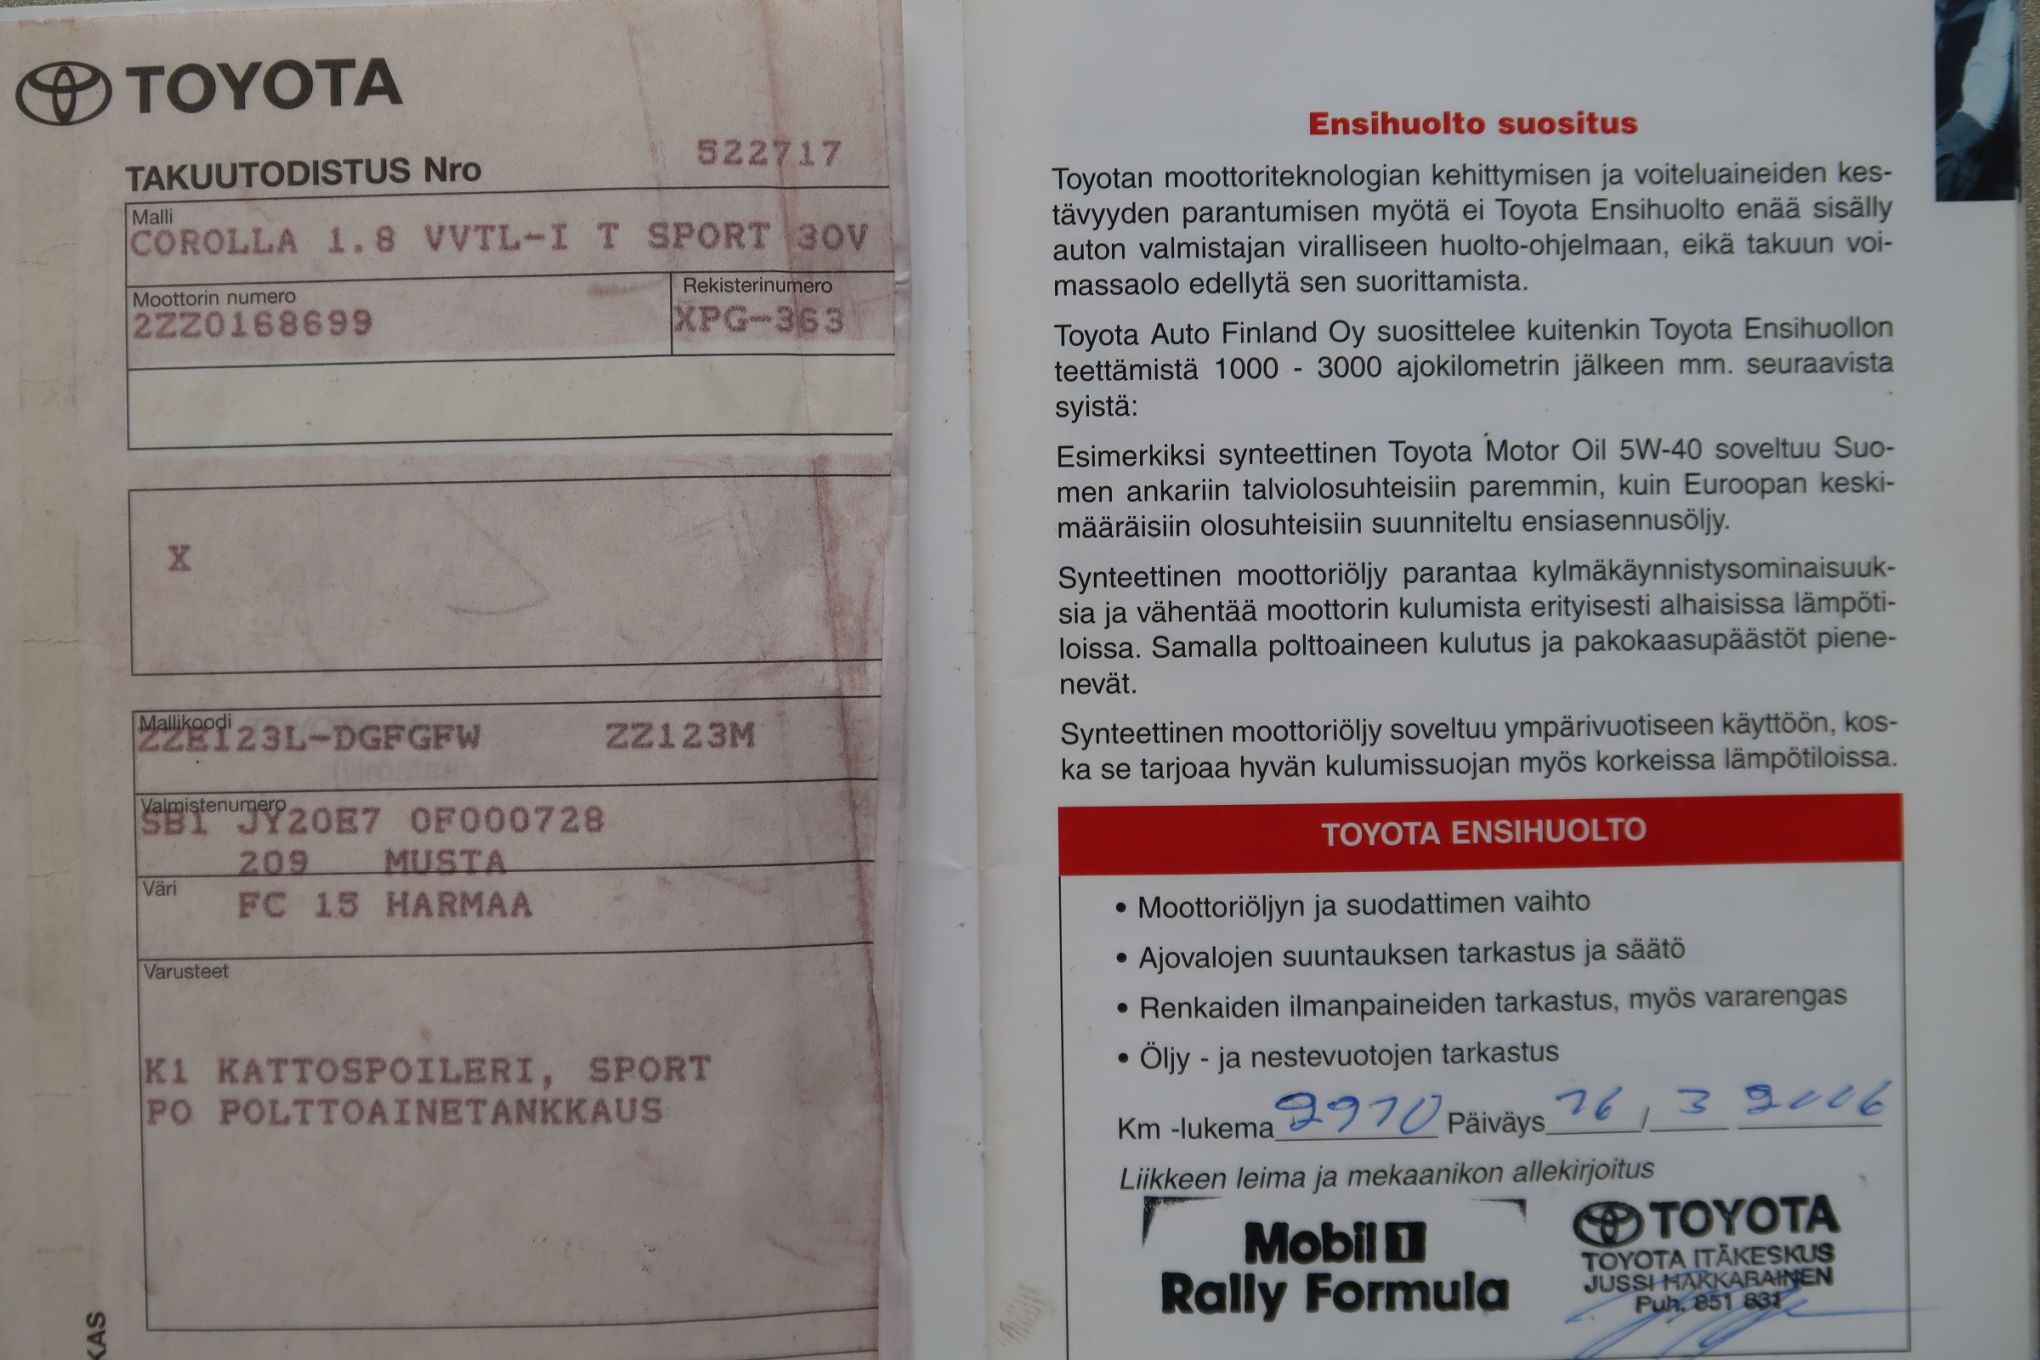 TOYOTA
TAKUUTODISTUS Nro 522717
Malli
COROLLA 1.8 VVTL-I T SPORT 3OV
Moottorin numero
2ZZ0168699
Rekisterinumero
XPG-363
X
Mallikoodi
ZZE123L-DGFGFW ZZ123M
Valmistenumero
SB1 JY20E7 0F000728
209 MUSTA
Väri
FC 15 HARMAA
Varusteet
K1 KATTOSPOILERI, SPORT
PO POLTTOAINETANKKAUS
KAS
Ensihuolto suositus
Toyotan moottoriteknologian kehittymisen ja voiteluaineiden kes-
tävyyden parantumisen myötä ei Toyota Ensihuolto enää sisälly
auton valmistajan viralliseen huolto-ohjelmaan, eikä takuun voi-
massaolo edellytä sen suorittamista.
Toyota Auto Finland Oy suosittelee kuitenkin Toyota Ensihuollon
teettämistä 1000 - 3000 ajokilometrin jälkeen mm. seuraavista
syistä:
Esimerkiksi synteettinen Toyota Motor Oil 5W-40 soveltuu Suo-
men ankariin talviolosuhteisiin paremmin, kuin Euroopan keski-
määräisiin olosuhteisiin suunniteltu ensiasennusöljy.
Synteettinen moottoriöljy parantaa kylmäkäynnistysominaisuuk-
sia ja vähentää moottorin kulumista erityisesti alhaisissa lämpöti-
loissa. Samalla polttoaineen kulutus ja pakokaasupäästöt piene-
nevät.
Synteettinen moottoriöljy soveltuu ympärivuotiseen käyttöön, kos-
ka se tarjoaa hyvän kulumissuojan myös korkeissa lämpötiloissa.
TOYOTA ENSIHUOLTO
• Moottoriöljyn ja suodattimen vaihto
• Ajovalojen suuntauksen tarkastus ja säätö
• Renkaiden ilmanpaineiden tarkastus, myös vararengas
• Öljy - ja nestevuotojen tarkastus
Km -lukema 2970 Päiväys 16 / 3 2006
Liikkeen leima ja mekaanikon allekirjoitus
Mobil 1
Rally Formula
TOYOTA
TOYOTA ITÄKESKUS
JUSSI HAKKARAINEN
Puh. 851 831